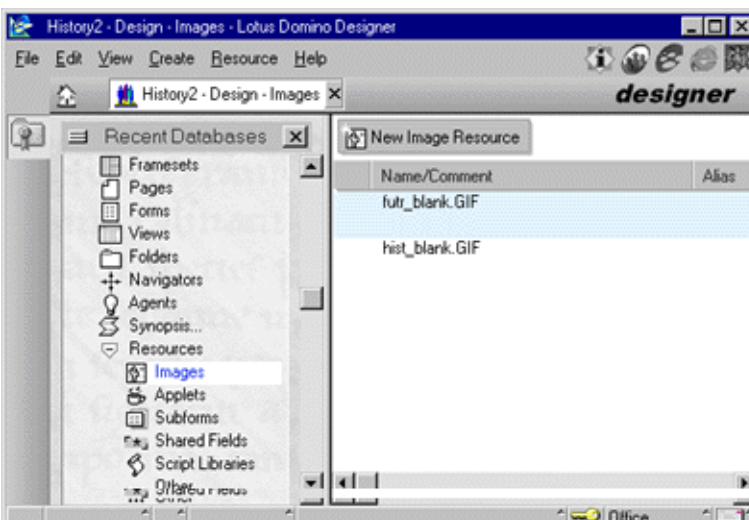 History2 - Design - Images - Lotus Domino Designer
File Edit View Create Resource Help
History2 - Design - Images
designer
Recent Databases
New Image Resource
Name/Comment Alias
Framesets
Pages
Forms
Views
Folders
Navigators
Agents
Synopsis...
Resources
Images
Applets
Subforms
Shared Fields
Script Libraries
Other
futr_blank.GIF
hist_blank.GIF
Office